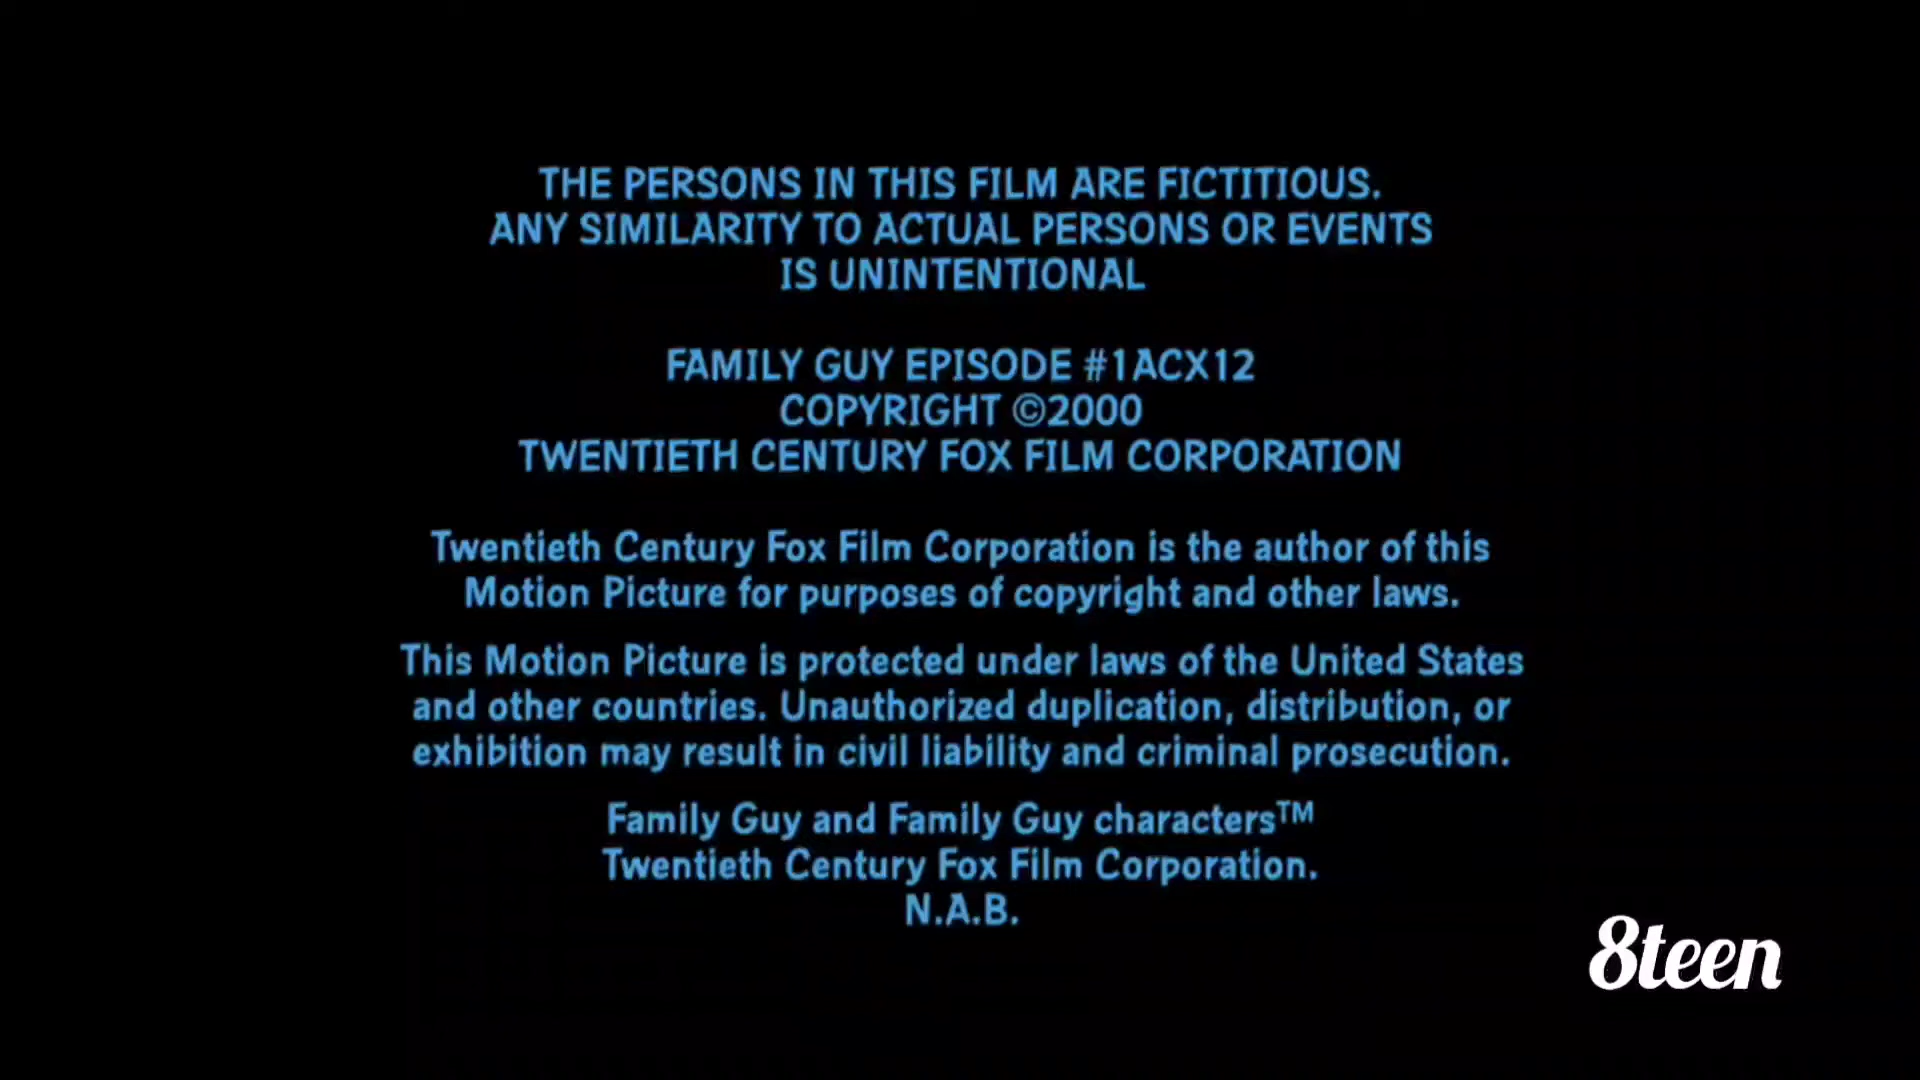 THE PERSONS IN THIS FILM ARE FICTITIOUS.
ANY SIMILARITY TO ACTUAL PERSONS OR EVENTS
IS UNINTENTIONAL
FAMILY GUY EPISODE #1ACX12
COPYRIGHT ©2000
TWENTIETH CENTURY FOX FILM CORPORATION
Twentieth Century Fox Film Corporation is the author of this
Motion Picture for purposes of copyright and other laws.
This Motion Picture is protected under laws of the United States
and other countries. Unauthorized duplication, distribution, or
exhibition may result in civil liability and criminal prosecution.
Family Guy and Family Guy characters™
Twentieth Century Fox Film Corporation.
N.A.B.
8teen